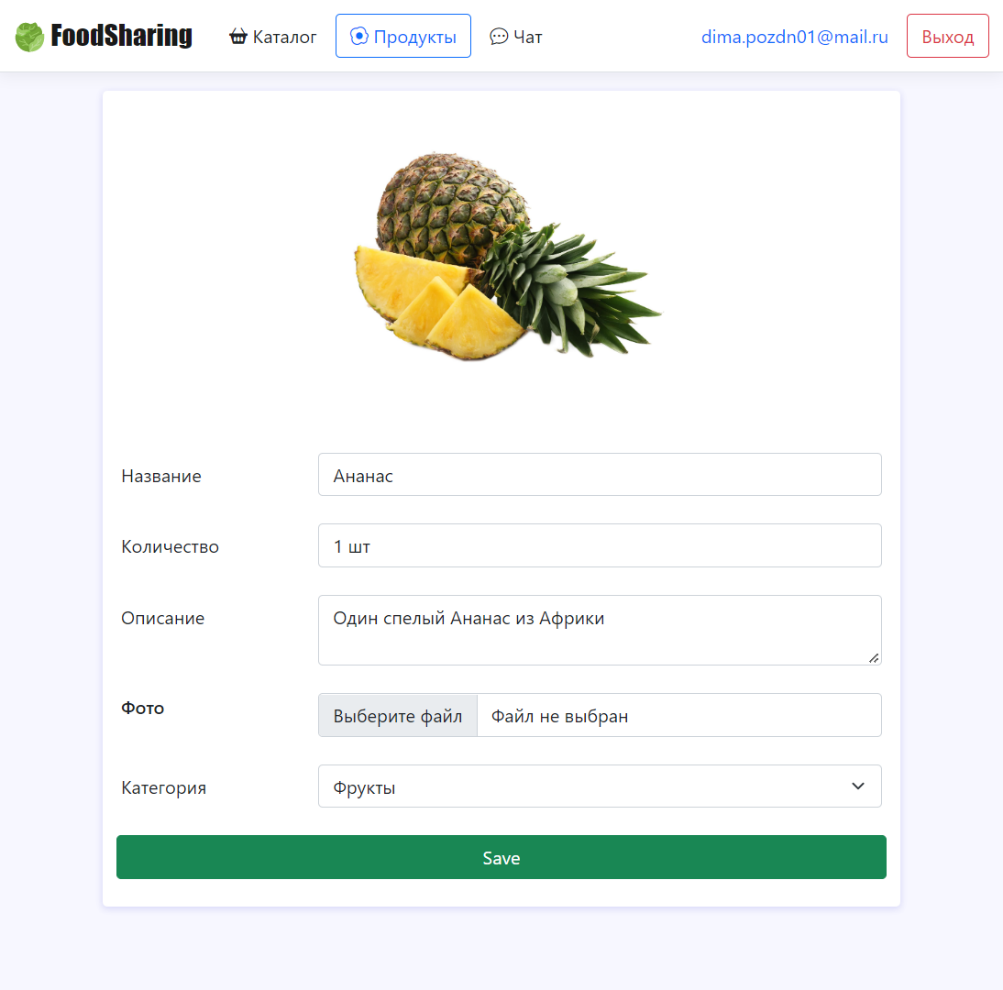 FoodSharing Каталог Продукты Чат dima.pozdn01@mail.ru Выход
Название Ананас
Количество 1 шт
Описание Один спелый Ананас из Африки
Фото Выберите файл Файл не выбран
Категория Фрукты
Save